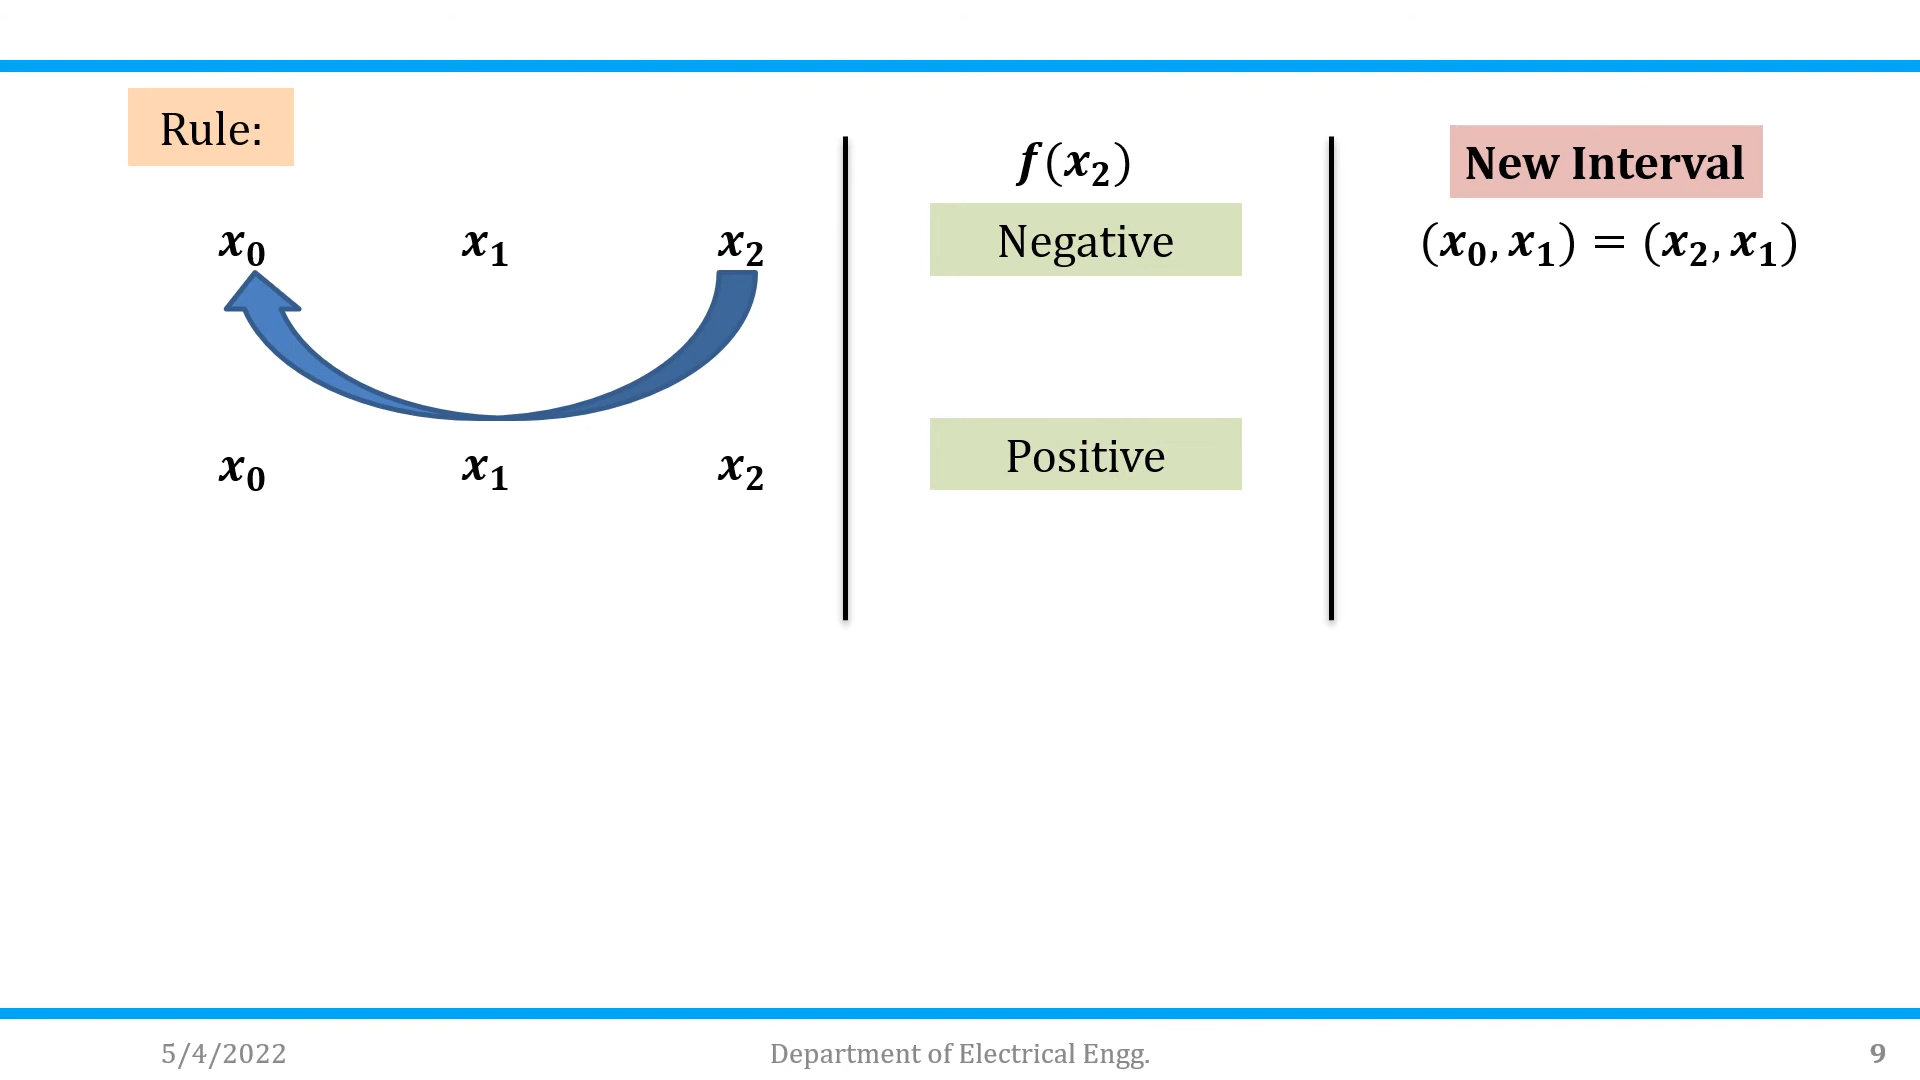 Rule:
f(x₂)
New Interval
x₀ x₁ x₂ Negative (x₀, x₁) = (x₂, x₁)
x₀ x₁ x₂ Positive
5/4/2022 Department of Electrical Engg. 9